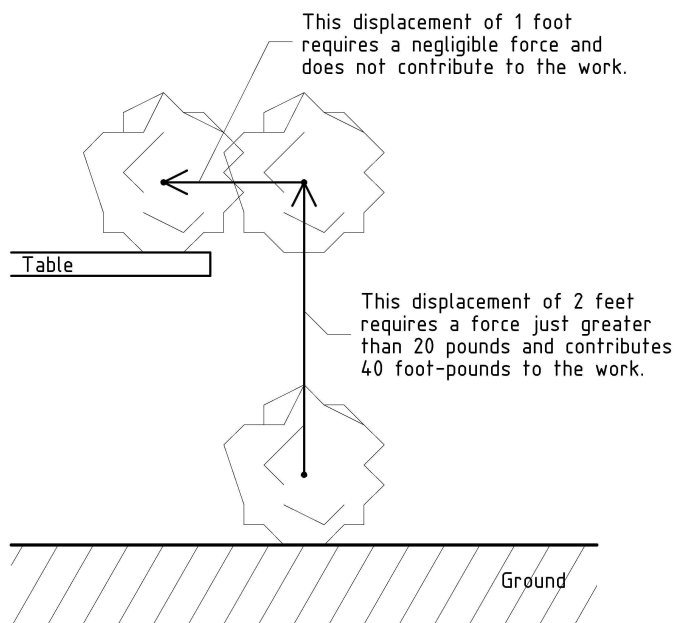 This displacement of 1 foot
requires a negligible force and
does not contribute to the work.
Table
This displacement of 2 feet
requires a force just greater
than 20 pounds and contributes
40 foot-pounds to the work.
Ground